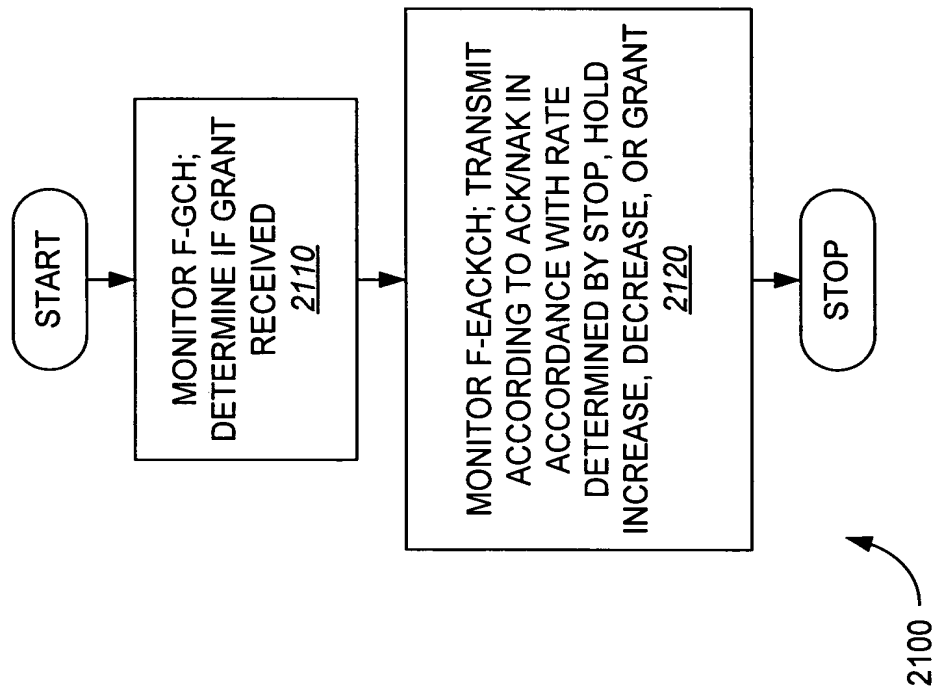 START
MONITOR F-GCH;
DETERMINE IF GRANT
RECEIVED
2110
MONITOR F-EACKCH; TRANSMIT
ACCORDING TO ACK/NAK IN
ACCORDANCE WITH RATE
DETERMINED BY STOP, HOLD
INCREASE, DECREASE, OR GRANT
2120
STOP
2100